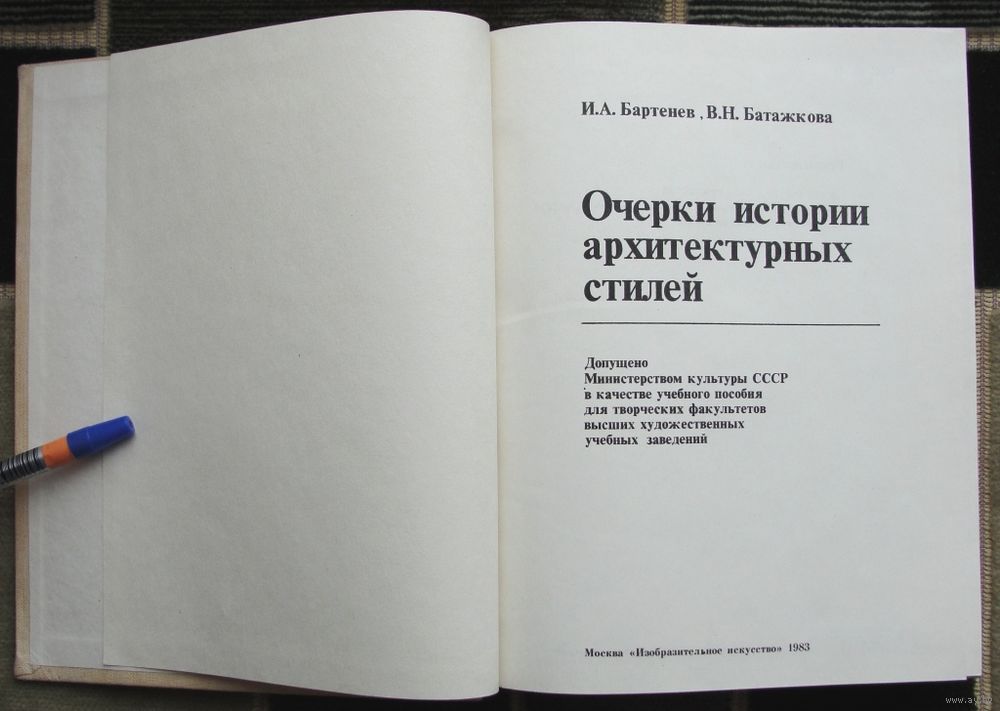 И.А. Бартенев, В.Н. Батажкова
Очерки истории
архитектурных
стилей
Допущено
Министерством культуры СССР
в качестве учебного пособия
для творческих факультетов
высших художественных
учебных заведений
Москва «Изобразительное искусство» 1983